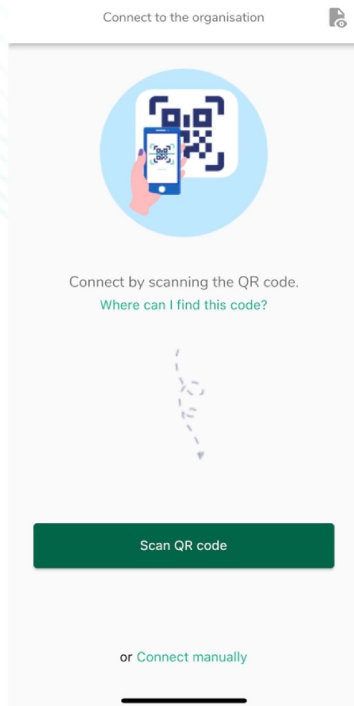 Connect to the organisation
Connect by scanning the QR code.
Where can I find this code?
Scan QR code
or Connect manually